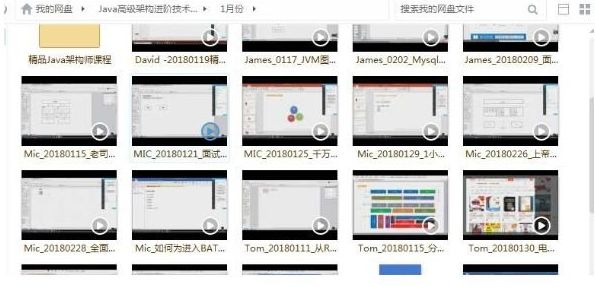 我的网盘 ▸ Java高级架构进阶技术... ▸ 1月份
搜索我的网盘文件
精品Java架构师课程
David -20180119精...
James_0117_JVM图...
James_0202_Mysql...
James_20180209_面...
Mic_20180115_老司...
MIC_20180121_面试...
MIC_20180125_千万...
Mic_20180129_1小...
Mic_20180226_上帝...
Mic_20180228_全面...
Mic_如何为进入BAT...
Tom_20180111_从R...
Tom_20180115_分...
Tom_20180130_电...